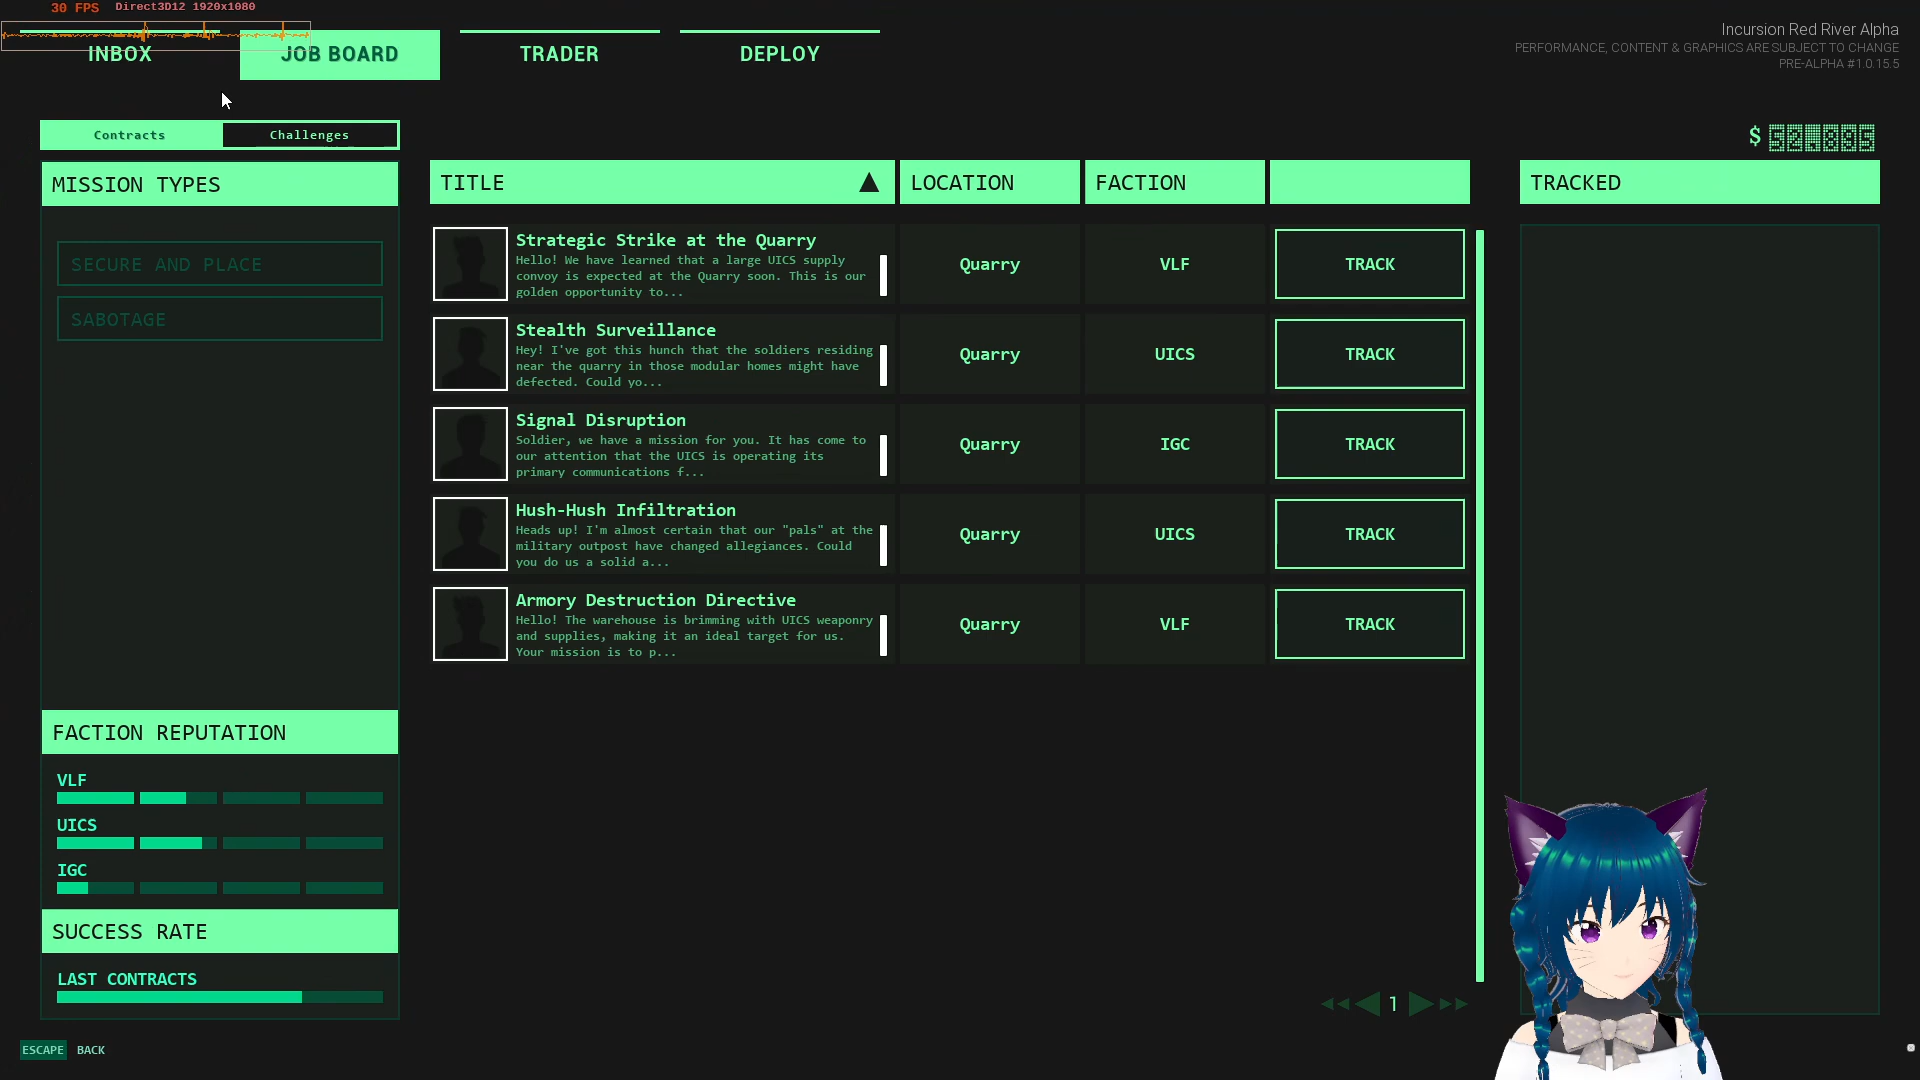 30 FPS Direct3D12 1920x1080
INBOX
JOB BOARD
TRADER
DEPLOY
Incursion Red River Alpha
PERFORMANCE, CONTENT & GRAPHICS ARE SUBJECT TO CHANGE
PRE-ALPHA #1.0.15.5
Contracts
Challenges
$ 52.895
MISSION TYPES
SECURE AND PLACE
SABOTAGE
TITLE
LOCATION
FACTION
TRACKED
Strategic Strike at the Quarry
Hello! We have learned that a large UICS supply
convoy is expected at the Quarry soon. This is our
golden opportunity to...
Quarry
VLF
TRACK
Stealth Surveillance
Hey! I've got this hunch that the soldiers residing
near the quarry in those modular homes might have
defected. Could yo...
Quarry
UICS
TRACK
Signal Disruption
Soldier, we have a mission for you. It has come to
our attention that the UICS is operating its
primary communications f...
Quarry
IGC
TRACK
Hush-Hush Infiltration
Heads up! I'm almost certain that our "pals" at the
military outpost have changed allegiances. Could
you do us a solid a...
Quarry
UICS
TRACK
Armory Destruction Directive
Hello! The warehouse is brimming with UICS weaponry
and supplies, making it an ideal target for us.
Your mission is to p...
Quarry
VLF
TRACK
FACTION REPUTATION
VLF
UICS
IGC
SUCCESS RATE
LAST CONTRACTS
1
ESCAPE BACK